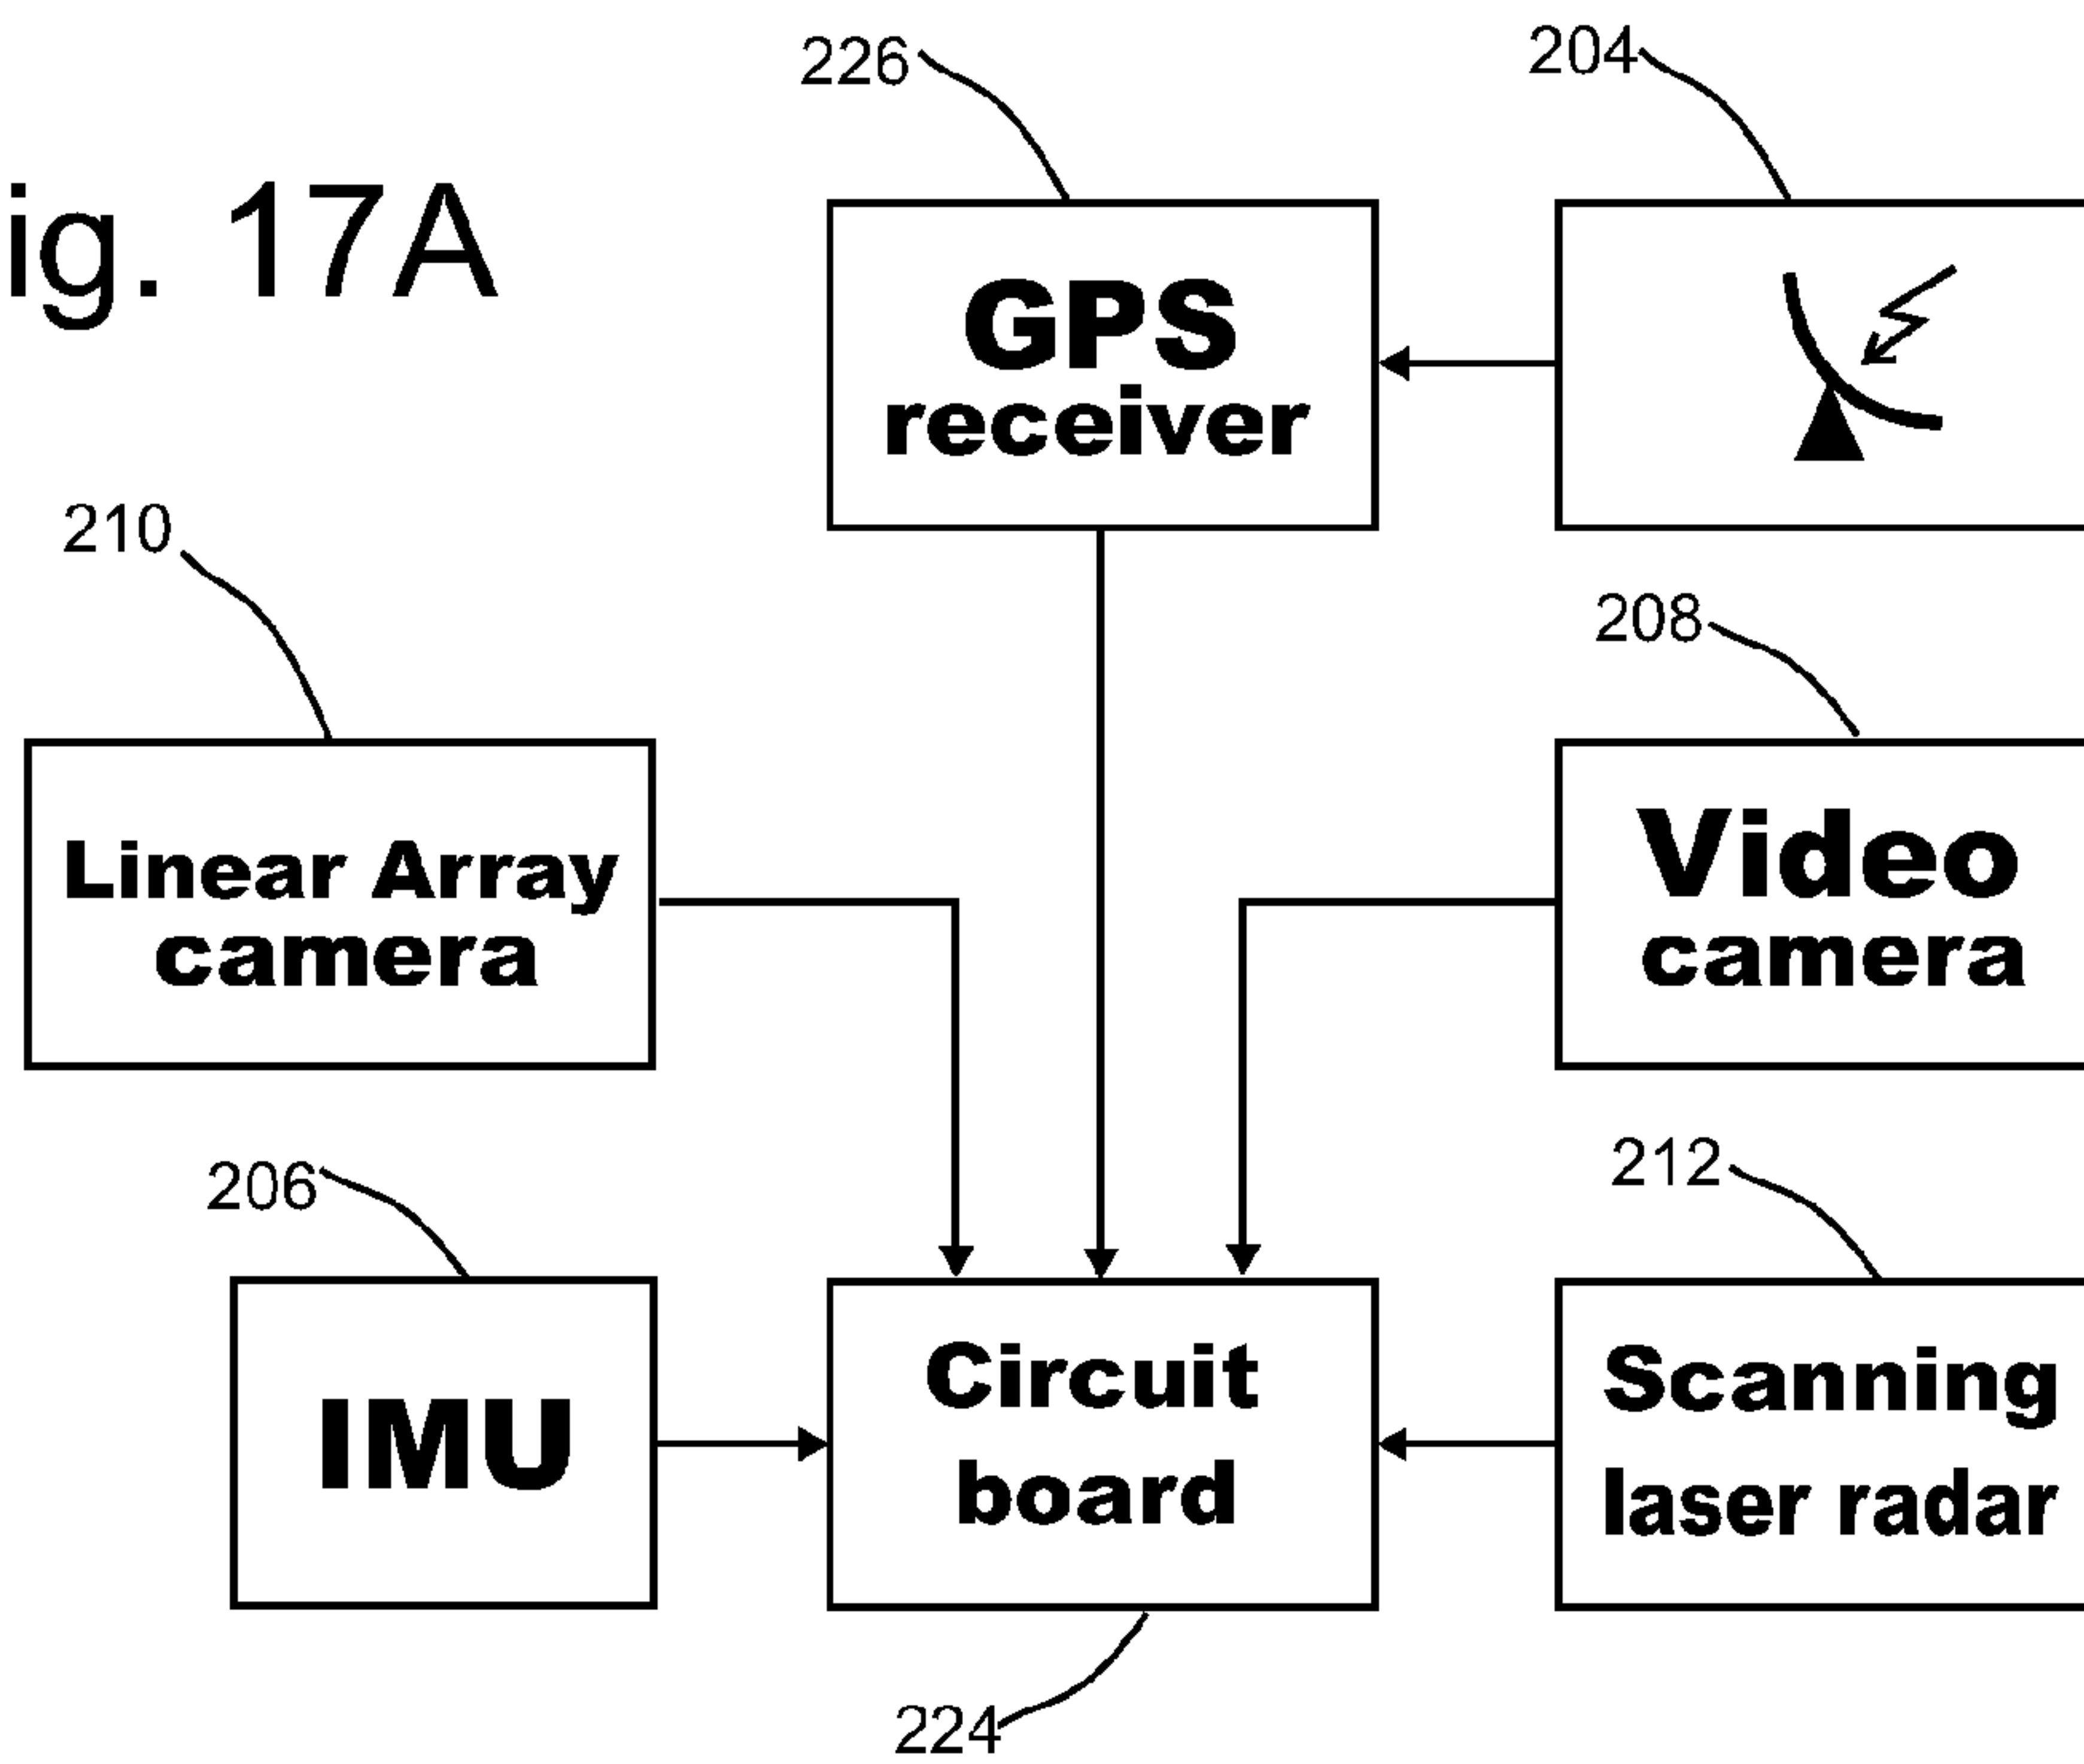 226
204
ig. 17A
GPS
receiver
210
208
Linear Array
camera
Video
camera
206
212
IMU
Circuit
board
Scanning
laser radar
224